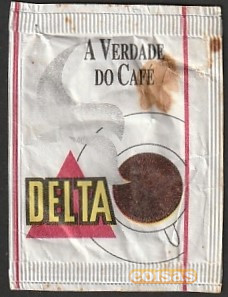 A VERDADE
DO CAFÉ
DELTA
coisas